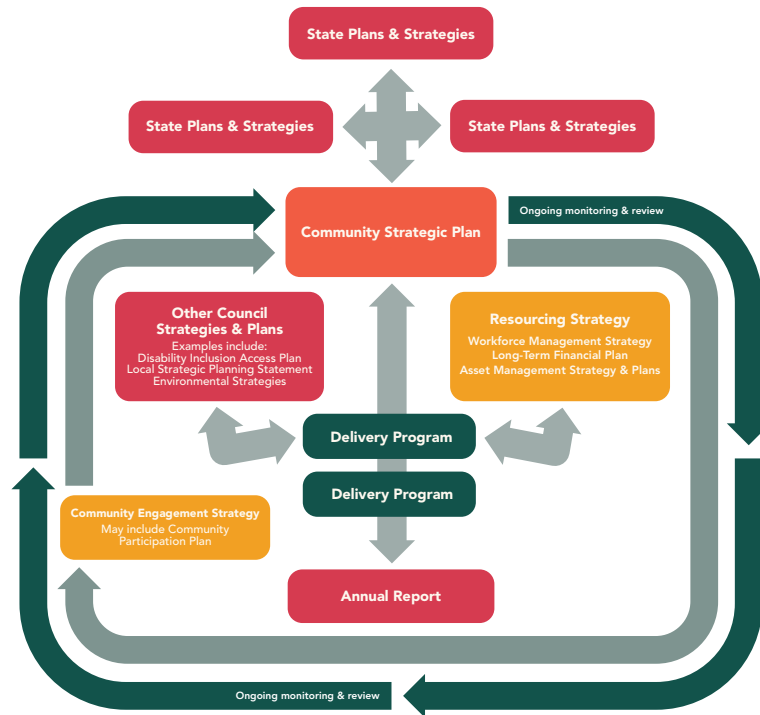 State Plans & Strategies
State Plans & Strategies
State Plans & Strategies
Community Strategic Plan
Ongoing monitoring & review
Other Council
Strategies & Plans
Examples include:
Disability Inclusion Access Plan
Local Strategic Planning Statement
Environmental Strategies
Resourcing Strategy
Workforce Management Strategy
Long-Term Financial Plan
Asset Management Strategy & Plans
Delivery Program
Delivery Program
Community Engagement Strategy
May include Community
Participation Plan
Annual Report
Ongoing monitoring & review